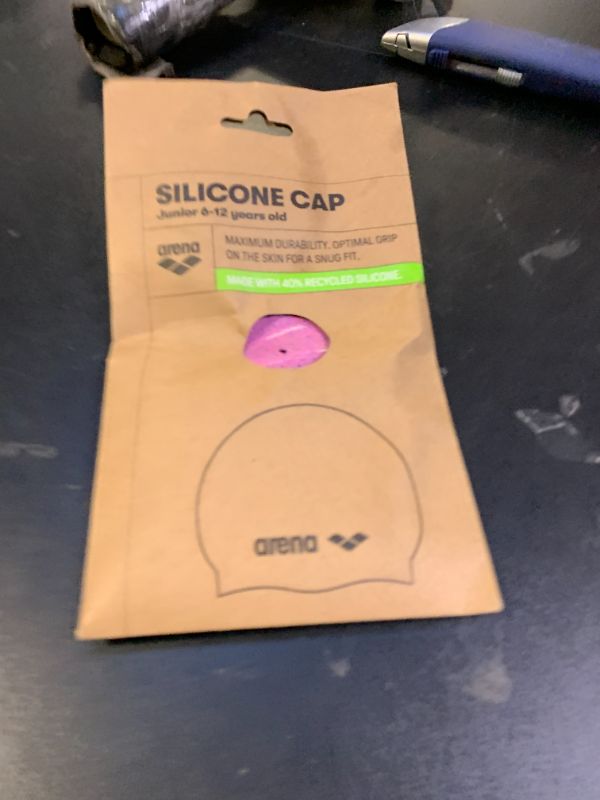 SILICONE CAP
Junior 6-12 years old
arena
MAXIMUM DURABILITY. OPTIMAL GRIP
ON THE SKIN FOR A SNUG FIT.
MADE WITH 40% RECYCLED SILICONE.
arena